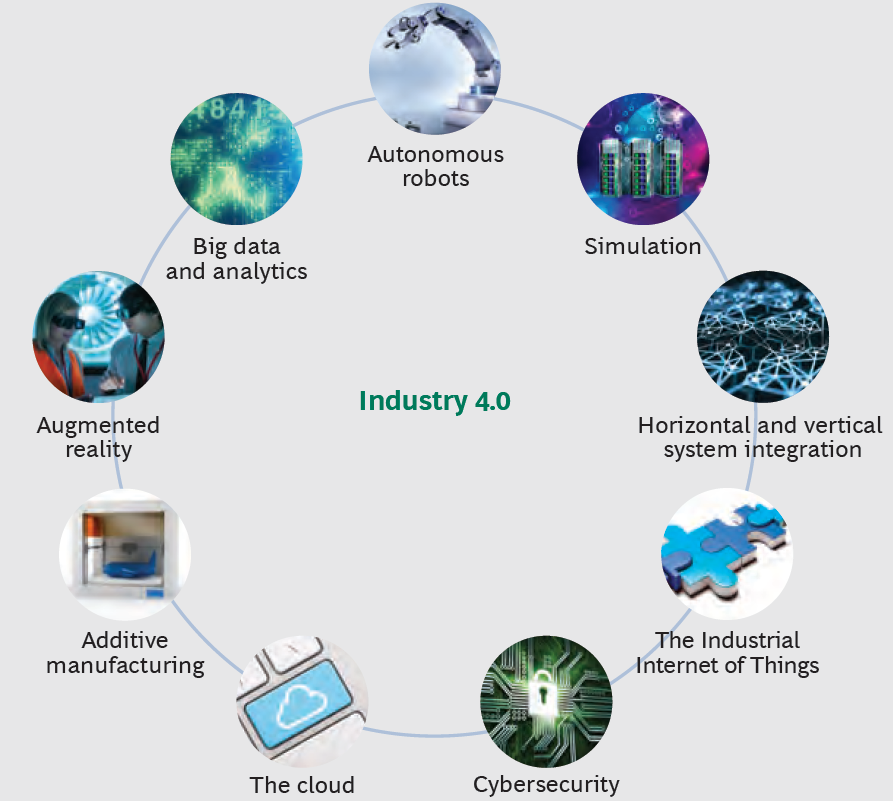 Autonomous
robots
Simulation
Horizontal and vertical
system integration
The Industrial
Internet of Things
Cybersecurity
The cloud
Additive
manufacturing
Augmented
reality
Big data
and analytics
Industry 4.0